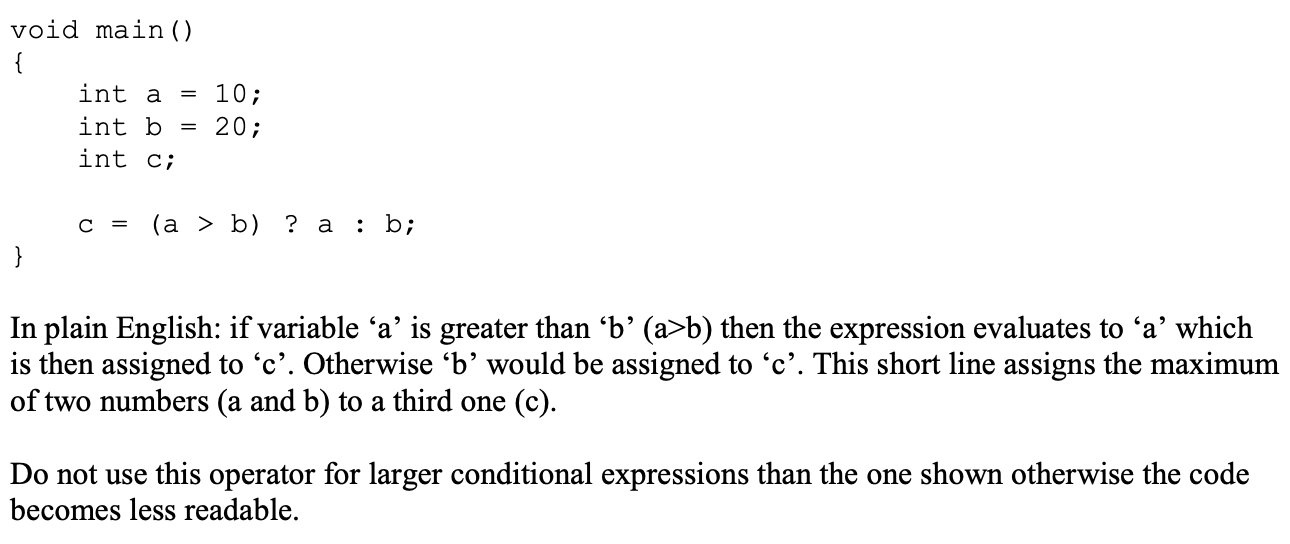 void main()
{
    int a = 10;
    int b = 20;
    int c;

    c = (a > b) ? a : b;
}

In plain English: if variable ‘a’ is greater than ‘b’ (a>b) then the expression evaluates to ‘a’ which
is then assigned to ‘c’. Otherwise ‘b’ would be assigned to ‘c’. This short line assigns the maximum
of two numbers (a and b) to a third one (c).

Do not use this operator for larger conditional expressions than the one shown otherwise the code
becomes less readable.